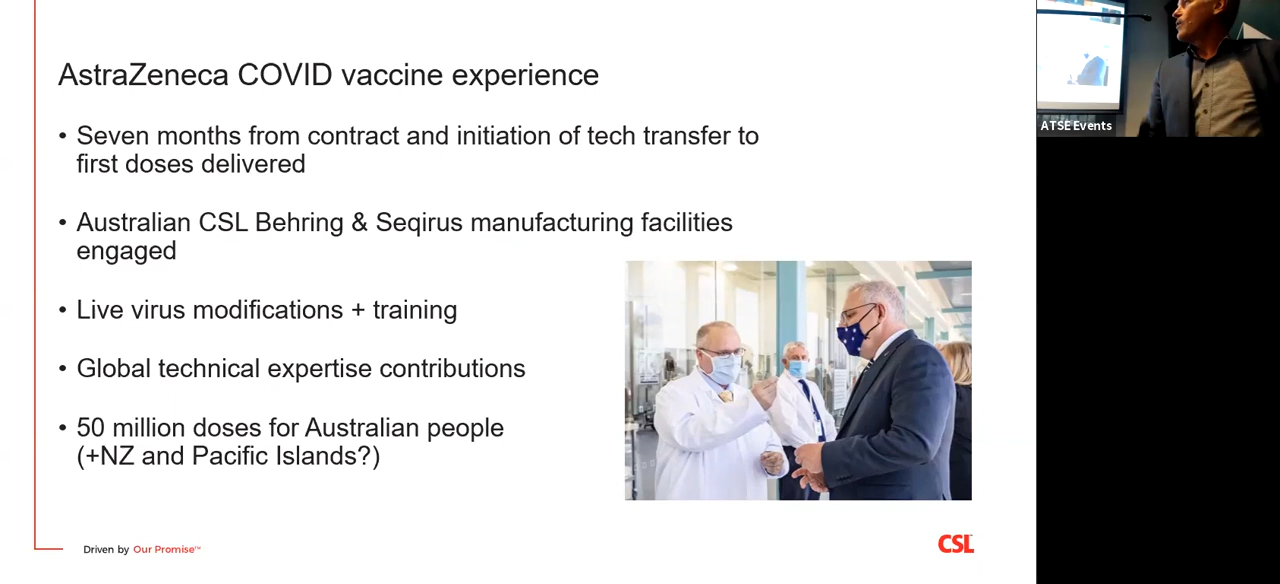 AstraZeneca COVID vaccine experience
• Seven months from contract and initiation of tech transfer to
first doses delivered
• Australian CSL Behring & Seqirus manufacturing facilities
engaged
• Live virus modifications + training
• Global technical expertise contributions
• 50 million doses for Australian people
(+NZ and Pacific Islands?)
Driven by Our Promise™
CSL
ATSE Events